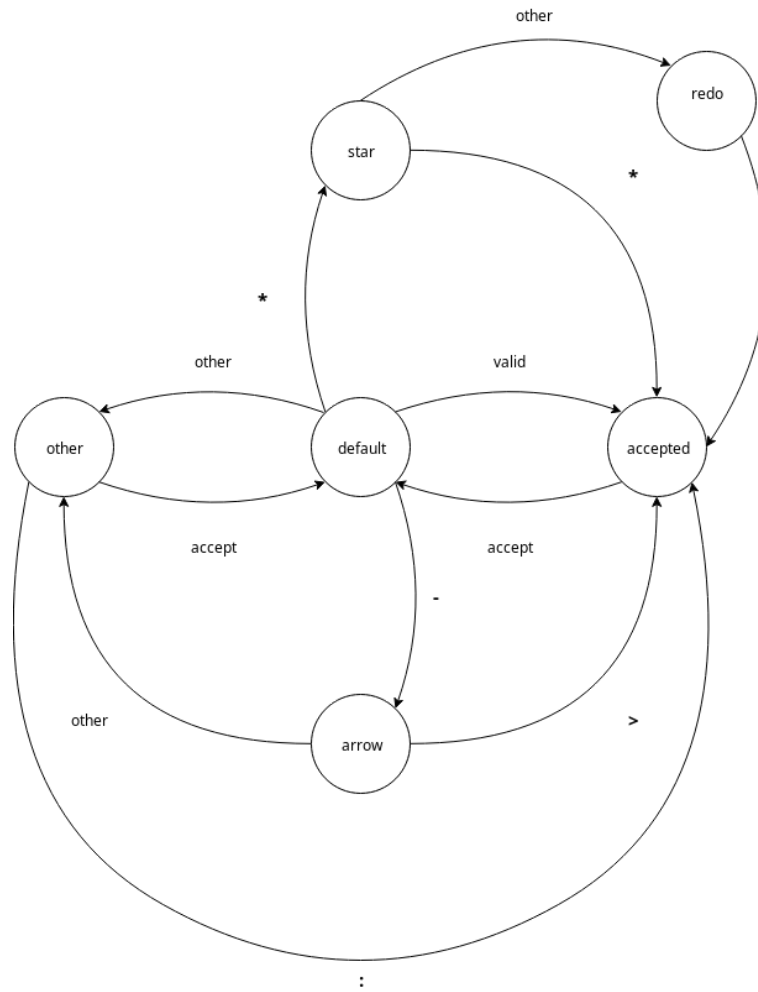 other
redo
star
*
*
other
valid
other
default
accepted
accept
accept
-
other
>
arrow
: